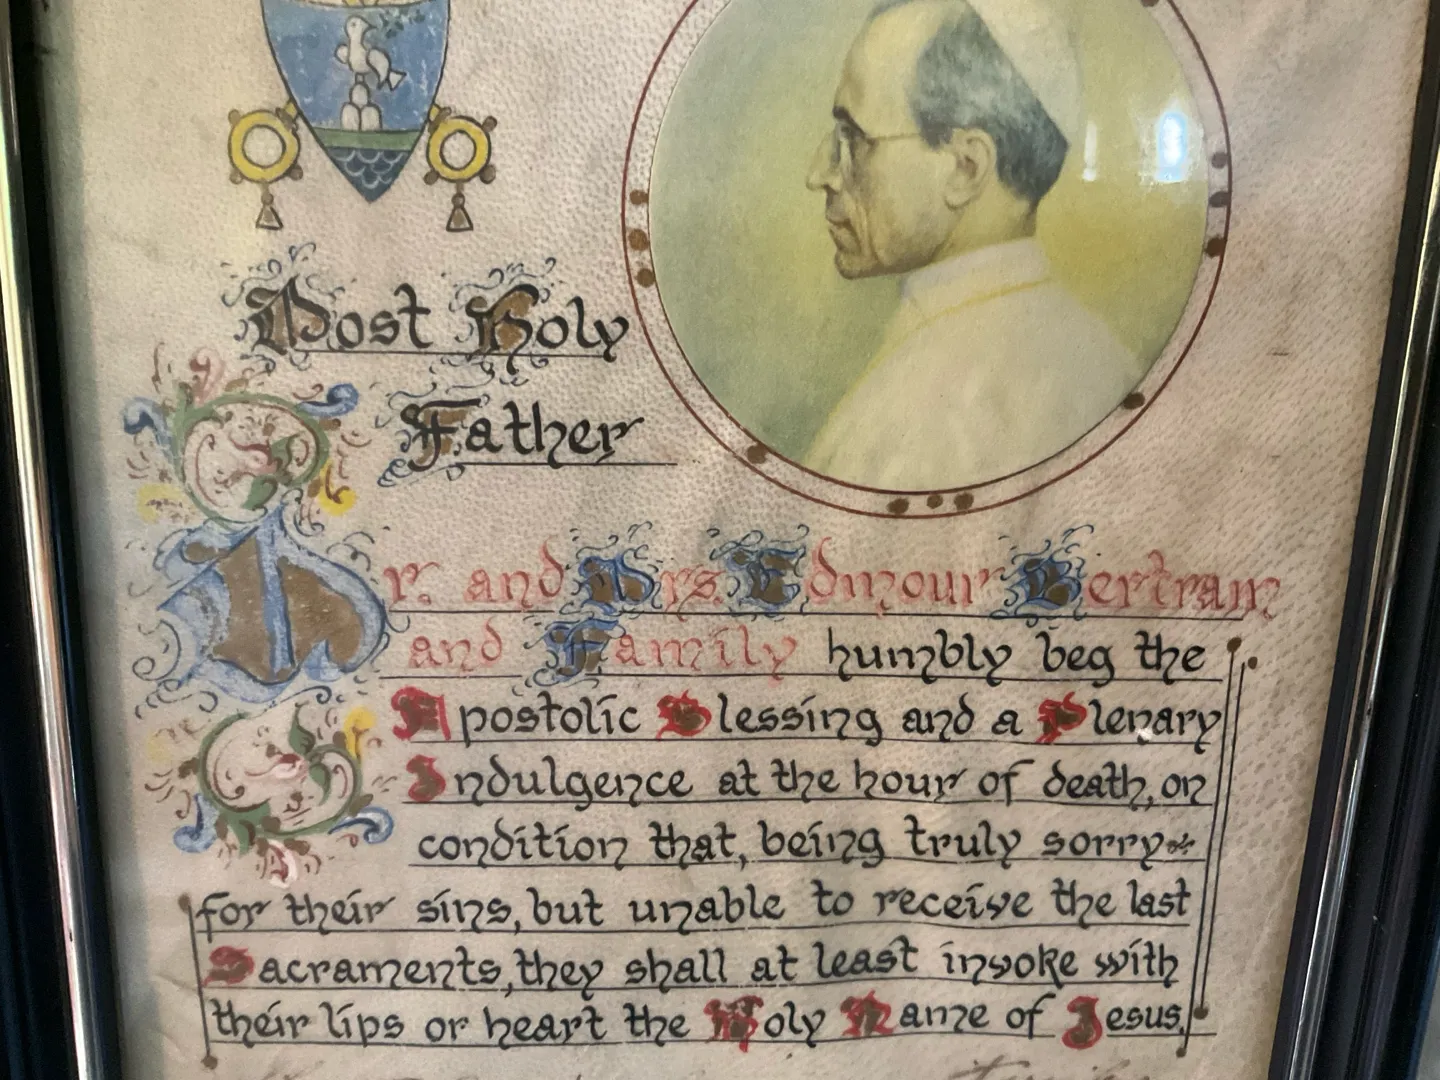 Most Holy
Father
Mr. and Mrs Edmour Bertram
and Family humbly beg the
Apostolic Blessing and a Plenary
Indulgence at the hour of death, on
condition that, being truly sorry
for their sins, but unable to receive the last
Sacraments, they shall at least invoke with
their lips or heart the Holy Name of Jesus.